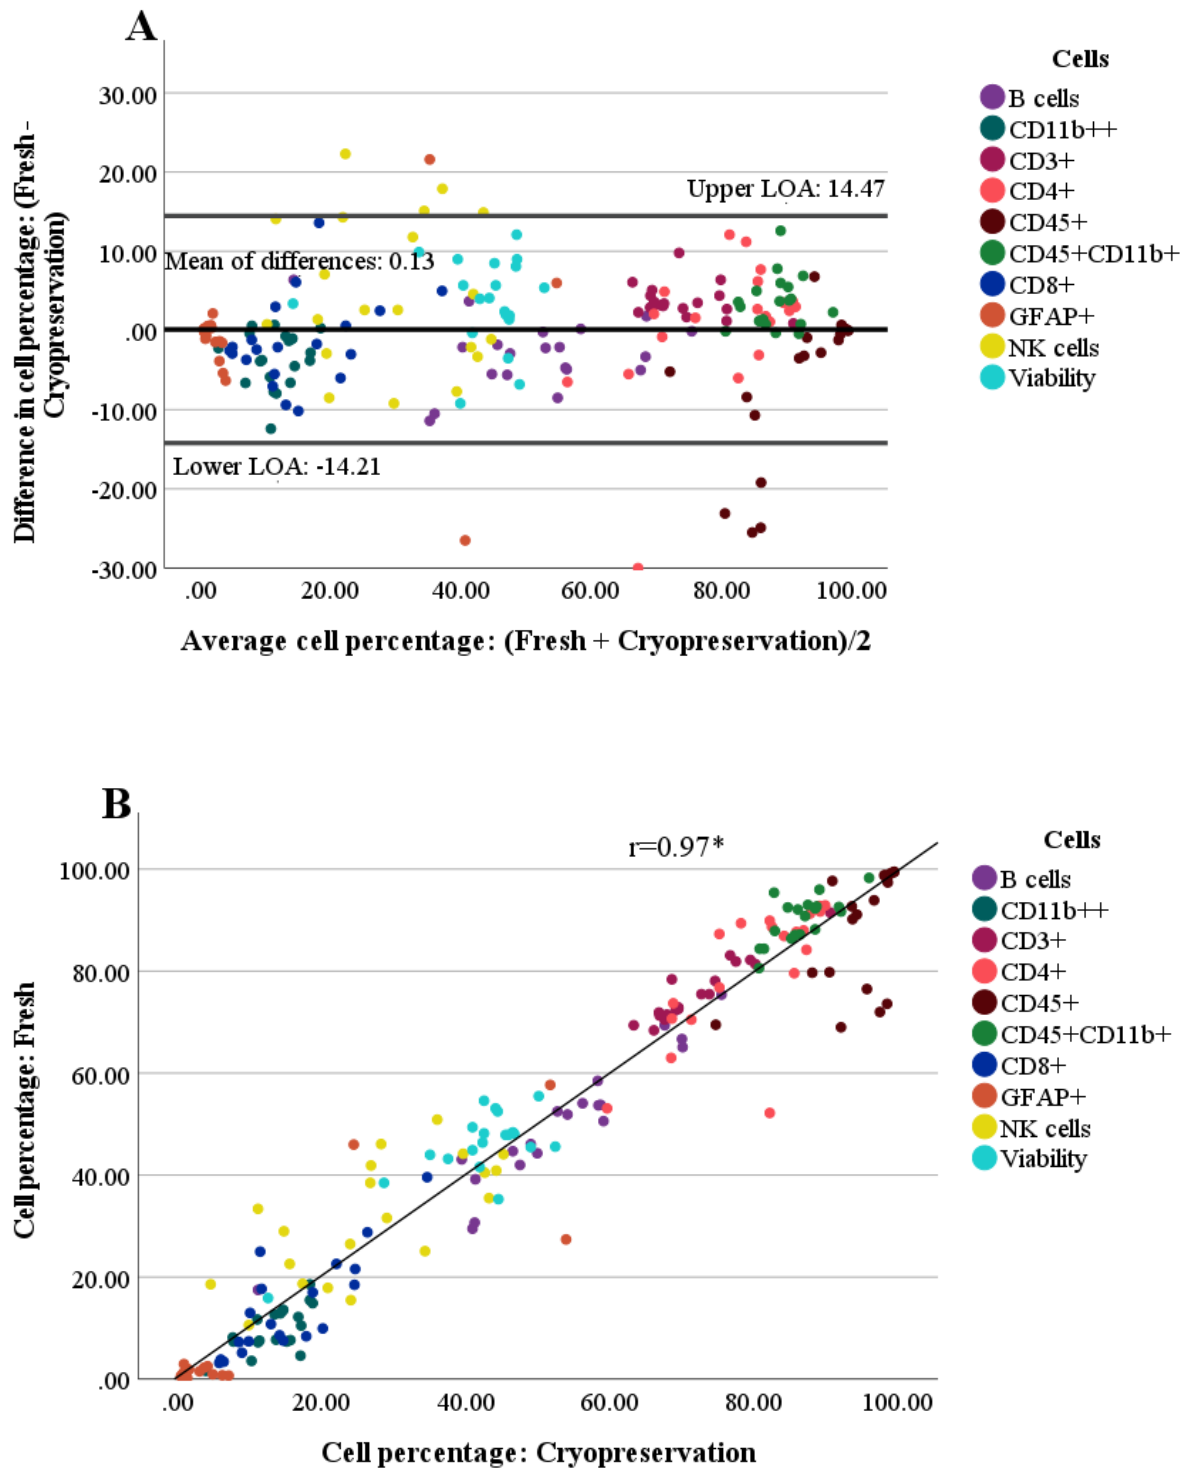 A
Difference in cell percentage: (Fresh -
Cryopreservation)
30.00
20.00
10.00
.00
-10.00
-20.00
-30.00
Upper LOA: 14.47
Mean of differences: 0.13
Lower LOA: -14.21
.00 20.00 40.00 60.00 80.00 100.00
Average cell percentage: (Fresh + Cryopreservation)/2
Cells
B cells
CD11b++
CD3+
CD4+
CD45+
CD45+CD11b+
CD8+
GFAP+
NK cells
Viability
B
Cell percentage: Fresh
100.00
80.00
60.00
40.00
20.00
.00
r=0.97*
.00 20.00 40.00 60.00 80.00 100.00
Cell percentage: Cryopreservation
Cells
B cells
CD11b++
CD3+
CD4+
CD45+
CD45+CD11b+
CD8+
GFAP+
NK cells
Viability